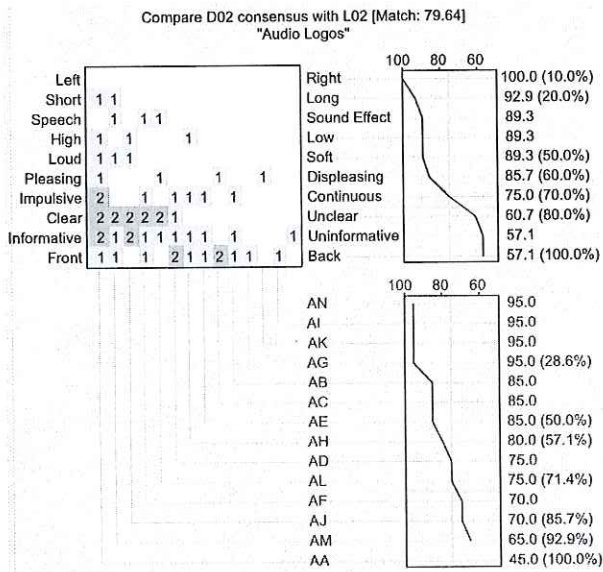 Compare D02 consensus with L02 [Match: 79.64]
"Audio Logos"
100 80 60
Left Right 100.0 (10.0%)
Short 1 1 Long 92.9 (20.0%)
Speech 1 1 1 Sound Effect 89.3
High 1 1 1 Low 89.3
Loud 1 1 1 Soft 89.3 (50.0%)
Pleasing 1 1 1 1 Displeasing 85.7 (60.0%)
Impulsive 2 1 1 1 1 1 Continuous 75.0 (70.0%)
Clear 2 2 2 2 2 1 Unclear 60.7 (80.0%)
Informative 2 1 2 1 1 1 1 1 1 1 Uninformative 57.1
Front 1 1 1 2 1 1 2 1 1 1 Back 57.1 (100.0%)
100 80 60
AN 95.0
AI 95.0
AK 95.0
AG 95.0 (28.6%)
AB 85.0
AC 85.0
AE 85.0 (50.0%)
AH 80.0 (57.1%)
AD 75.0
AL 75.0 (71.4%)
AF 70.0
AJ 70.0 (85.7%)
AM 65.0 (92.9%)
AA 45.0 (100.0%)